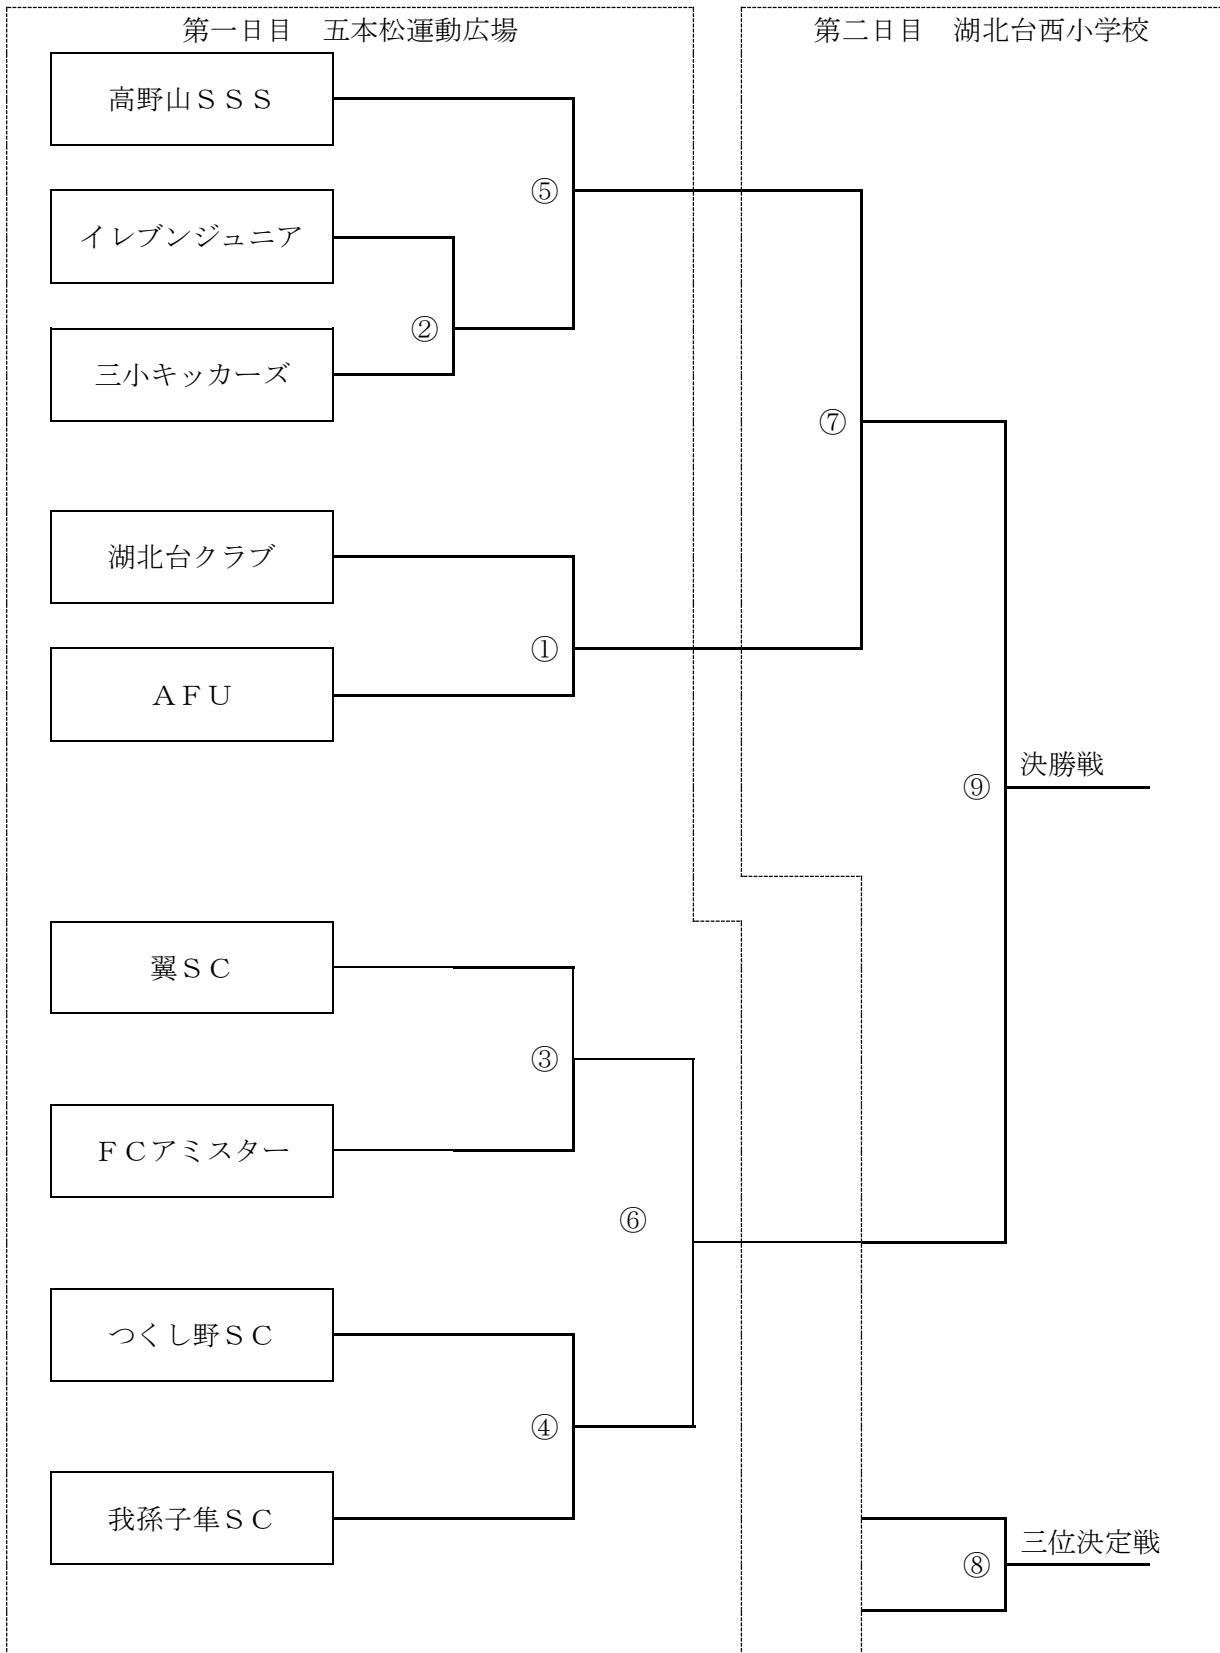 第一日目　五本松運動広場
第二日目　湖北台西小学校
高野山ＳＳＳ
⑤
イレブンジュニア
②
三小キッカーズ
⑦
湖北台クラブ
①
ＡＦＵ
決勝戦
⑨
翼ＳＣ
③
ＦＣアミスター
⑥
つくし野ＳＣ
④
我孫子隼ＳＣ
三位決定戦
⑧